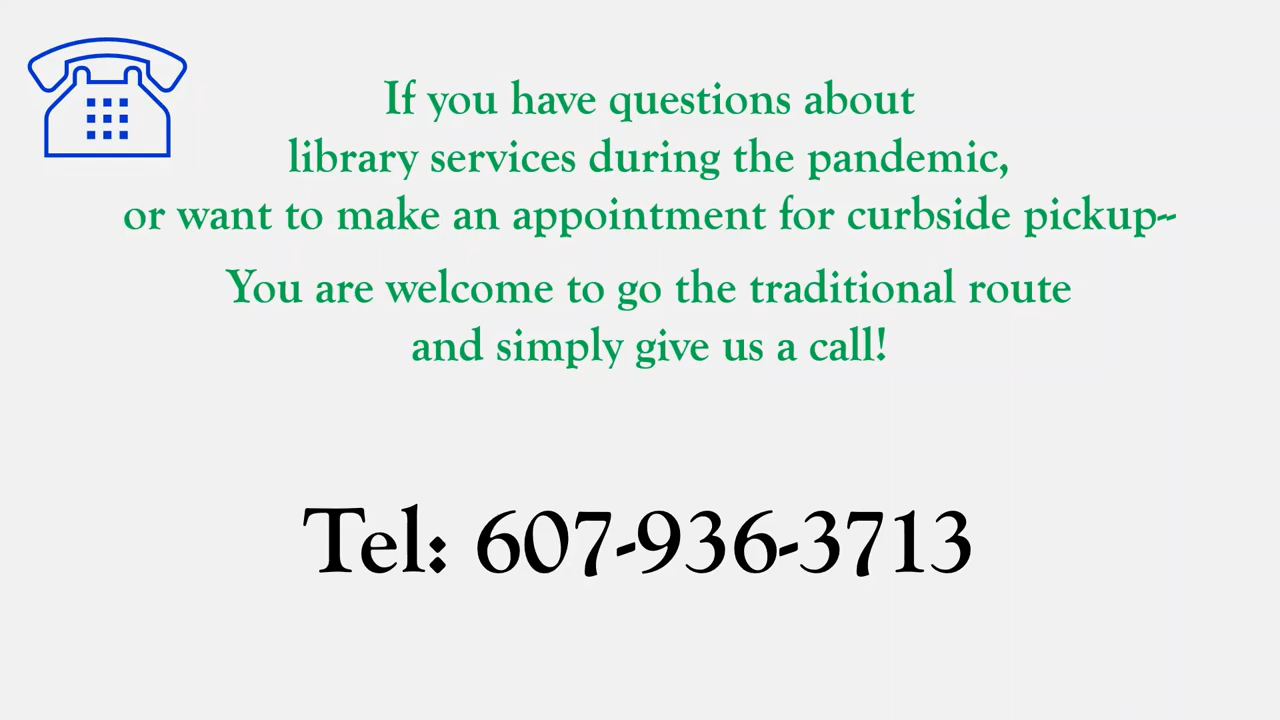 If you have questions about
library services during the pandemic,
or want to make an appointment for curbside pickup--
You are welcome to go the traditional route
and simply give us a call!
Tel: 607-936-3713